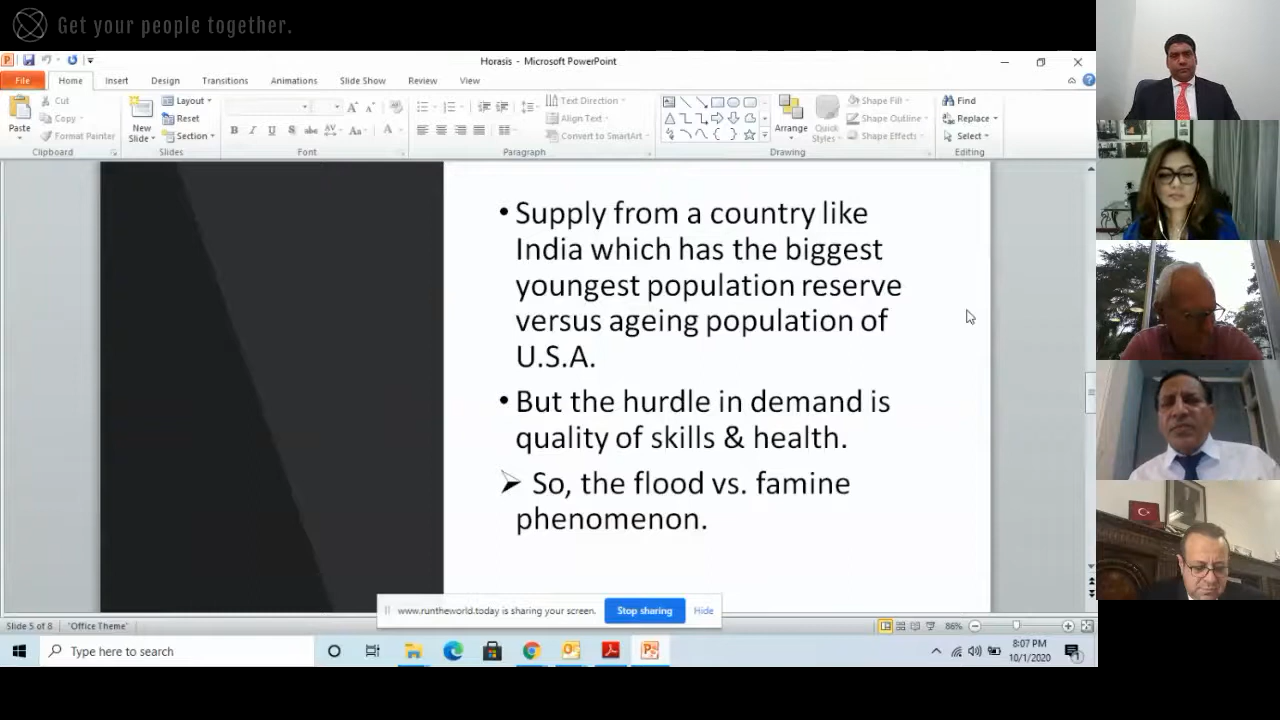 Get your people together.
Horasis - Microsoft PowerPoint
File Home Insert Design Transitions Animations Slide Show Review View
Paste
Cut
Copy
Format Painter
Clipboard
New
Slide
Layout
Reset
Section
Slides
Font
Text Direction
Align Text
Convert to SmartArt
Paragraph
Arrange
Quick
Styles
Shape Fill
Shape Outline
Shape Effects
Drawing
Find
Replace
Select
Editing
• Supply from a country like
India which has the biggest
youngest population reserve
versus ageing population of
U.S.A.
• But the hurdle in demand is
quality of skills & health.
➢ So, the flood vs. famine
phenomenon.
www.runtheworld.today is sharing your screen. Stop sharing Hide
Slide 5 of 8 "Office Theme" 86%
Type here to search
8:07 PM
10/1/2020